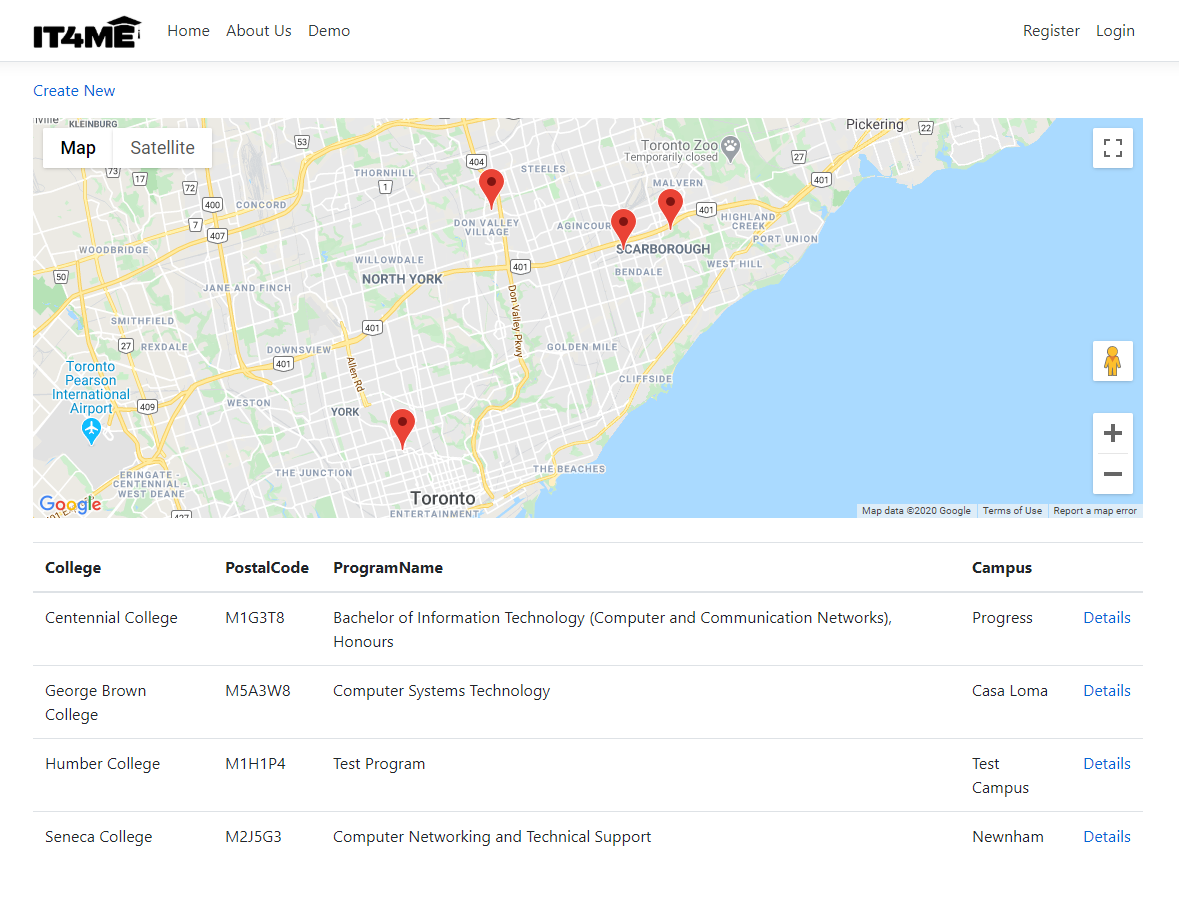 IT4ME
Home About Us Demo Register Login
Create New
KLEINBURG
Map Satellite
Pickering
22
53
Toronto Zoo
Temporarily closed
27
404
STEELES
73
17
72
THORNHILL
1
MALVERN
401
400
CONCORD
401
HIGHLAND
CREEK
7
407
DON VALLEY
VILLAGE
AGINCOURT
PORT UNION
WOODBRIDGE
WILLOWDALE
SCARBOROUGH
WEST HILL
50
NORTH YORK
401
BENDALE
JANE AND FINCH
Don Valley Pkwy
SMITHFIELD
401
27
REXDALE
DOWNSVIEW
GOLDEN MILE
401
Allen Rd
Toronto
Pearson
International
Airport
CLIFFSIDE
409
WESTON
YORK
THE JUNCTION
THE BEACHES
ERINGATE -
CENTENNIAL -
WEST DEANE
Toronto
ENTERTAINMENT
Google
427
Map data ©2020 Google Terms of Use Report a map error
College PostalCode ProgramName Campus
Centennial College M1G3T8 Bachelor of Information Technology (Computer and Communication Networks), Progress Details
Honours
George Brown M5A3W8 Computer Systems Technology Casa Loma Details
College
Humber College M1H1P4 Test Program Test Details
Campus
Seneca College M2J5G3 Computer Networking and Technical Support Newnham Details